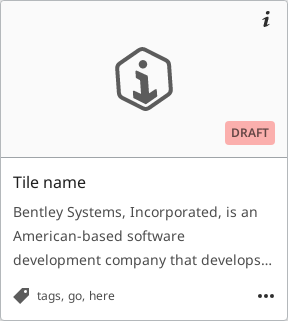 DRAFT
Tile name
Bentley Systems, Incorporated, is an
American-based software
development company that develops...
tags, go, here